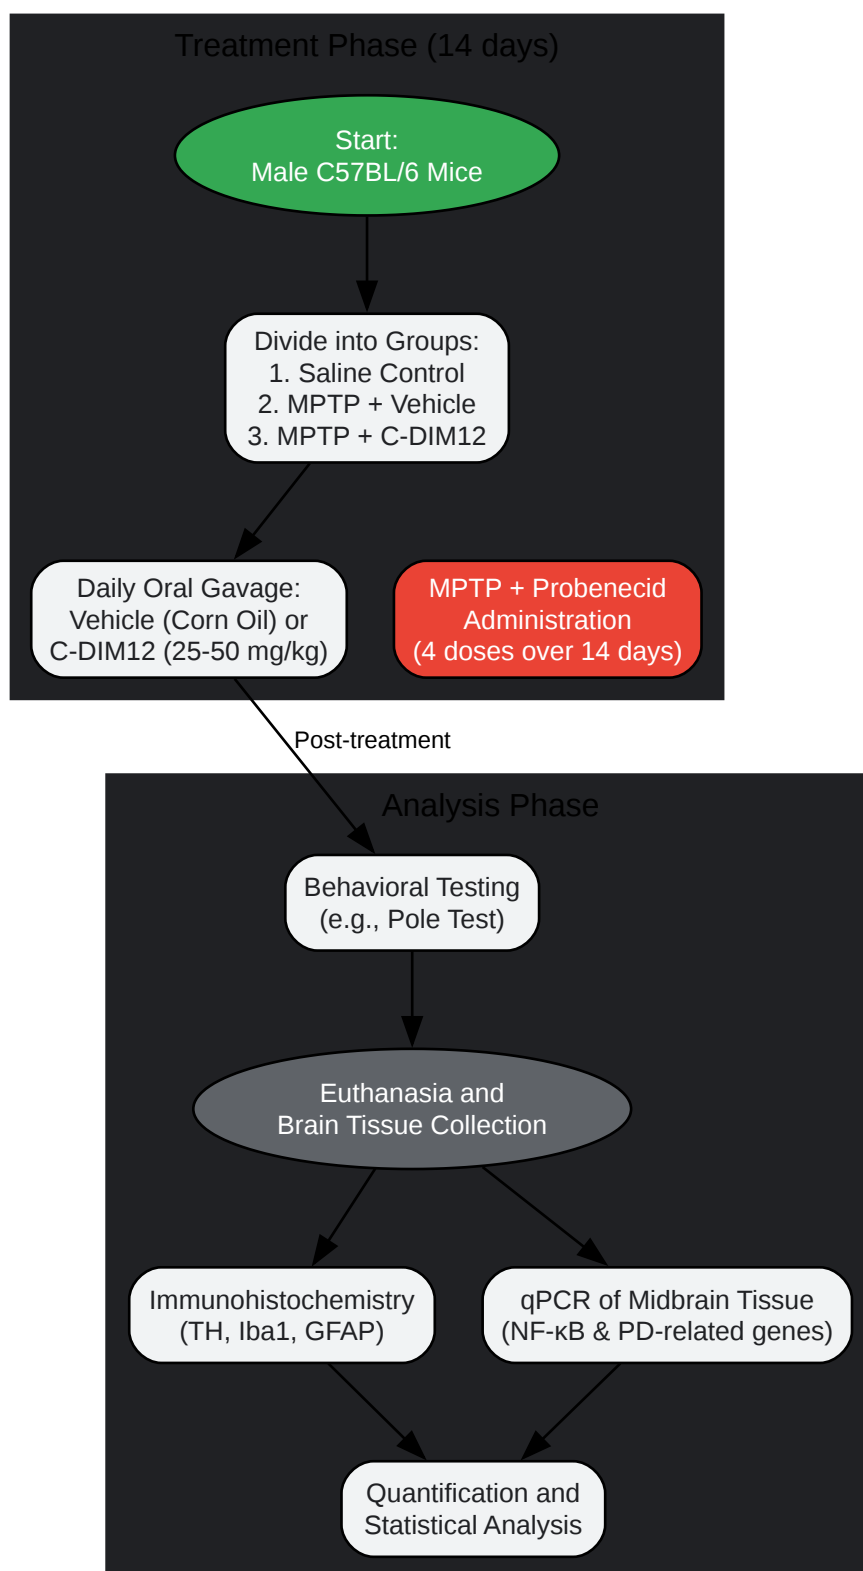 Treatment Phase (14 days)
Start:
Male C57BL/6 Mice
Divide into Groups:
1. Saline Control
2. MPTP + Vehicle
3. MPTP + C-DIM12
Daily Oral Gavage:
Vehicle (Corn Oil) or
C-DIM12 (25-50 mg/kg)
MPTP + Probenecid
Administration
(4 doses over 14 days)
Post-treatment
Analysis Phase
Behavioral Testing
(e.g., Pole Test)
Euthanasia and
Brain Tissue Collection
Immunohistochemistry
(TH, Iba1, GFAP)
qPCR of Midbrain Tissue
(NF-κB & PD-related genes)
Quantification and
Statistical Analysis